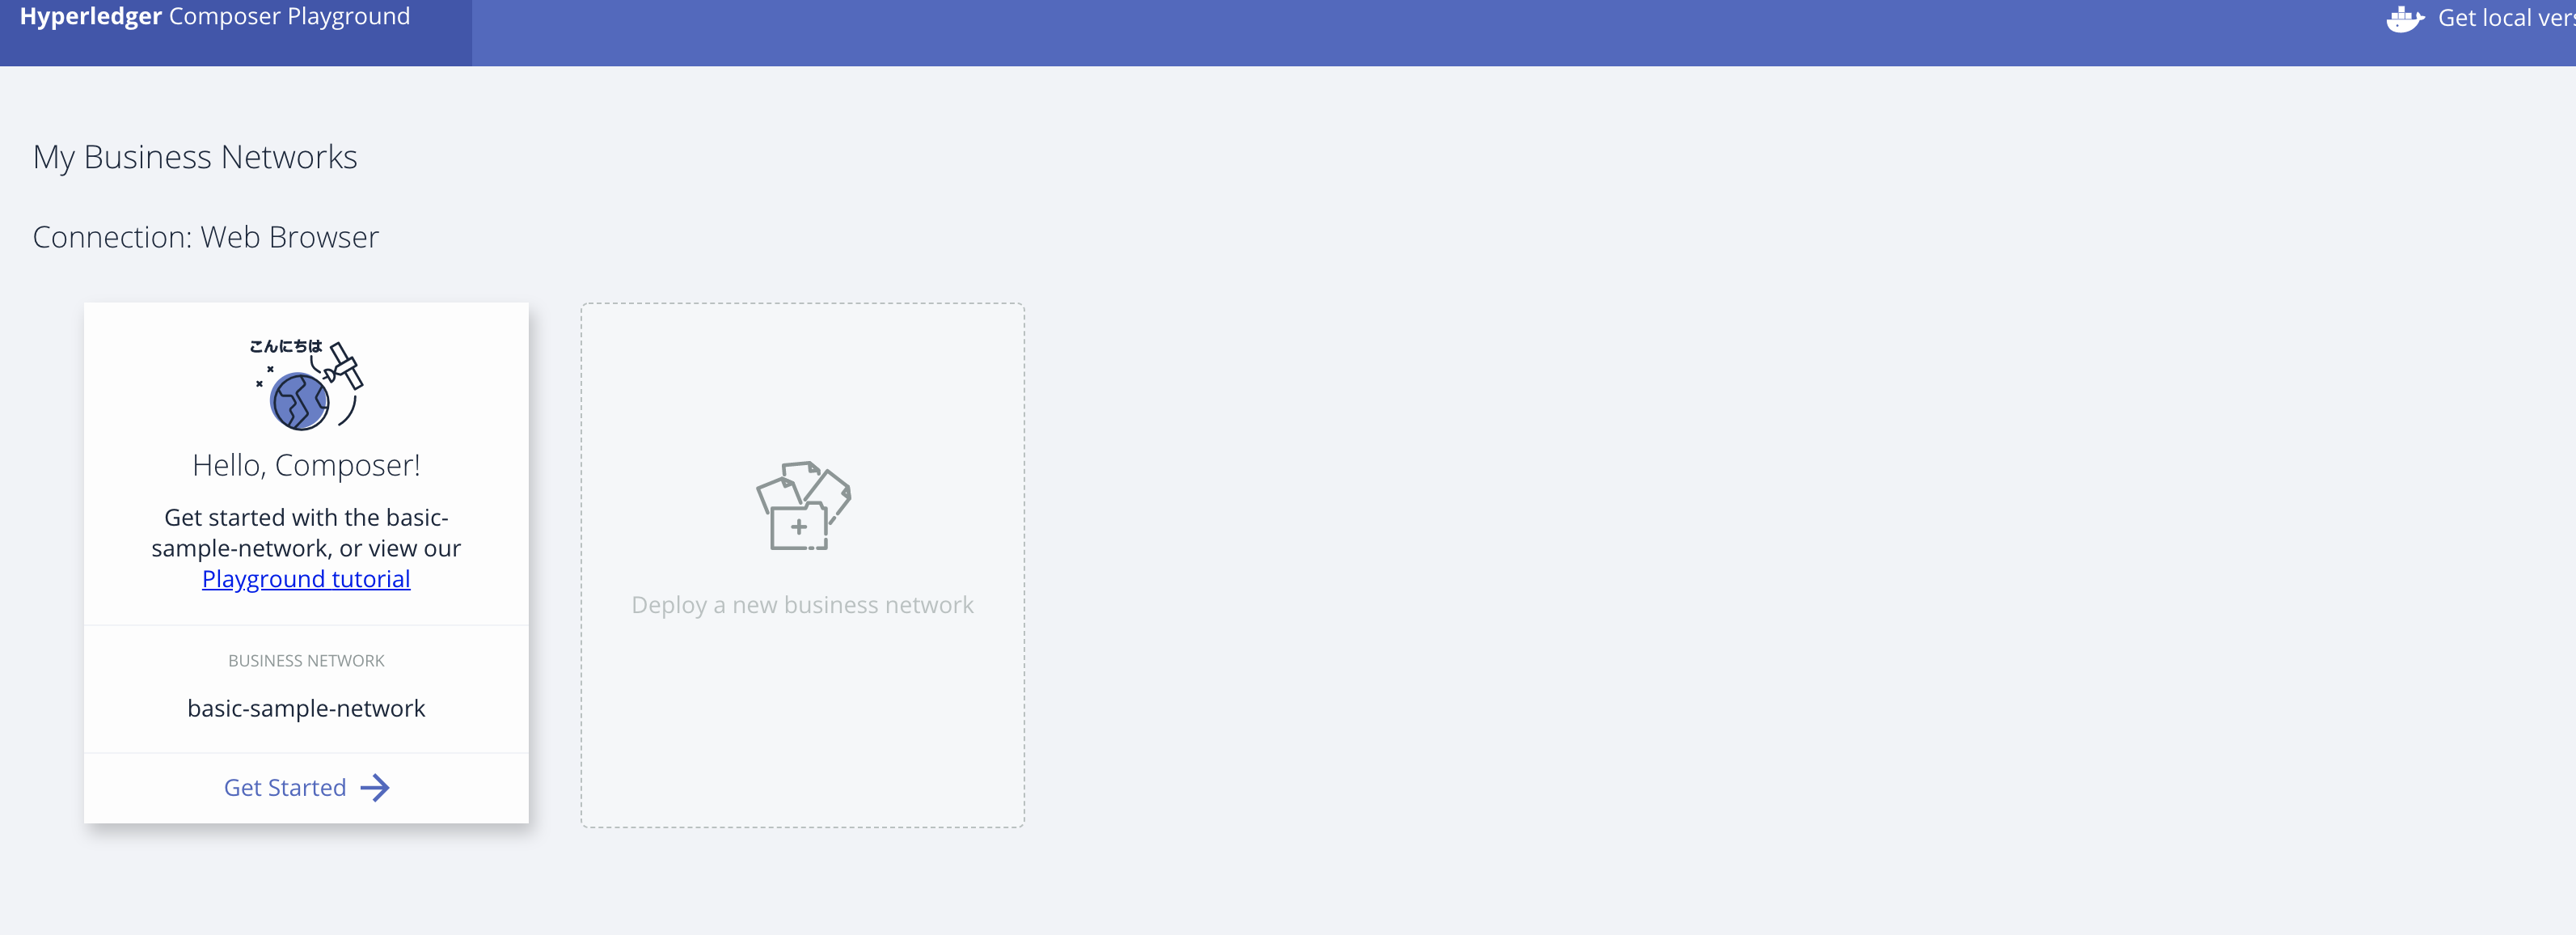 Hyperledger Composer Playground
Get local vers
My Business Networks
Connection: Web Browser
こんにちは
Hello, Composer!
Get started with the basic-
sample-network, or view our
Playground tutorial
BUSINESS NETWORK
basic-sample-network
Get Started
Deploy a new business network